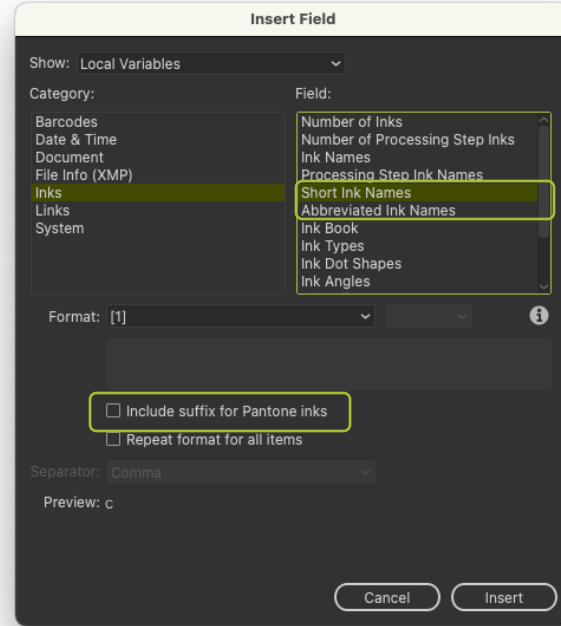 Insert Field
Show: Local Variables
Category:
Field:
Barcodes
Date & Time
Document
File Info (XMP)
Inks
Links
System
Number of Inks
Number of Processing Step Inks
Ink Names
Processing Step Ink Names
Short Ink Names
Abbreviated Ink Names
Ink Book
Ink Types
Ink Dot Shapes
Ink Angles
Format: [1]
Include suffix for Pantone inks
Repeat format for all items
Separator: Comma
Preview: C
Cancel
Insert